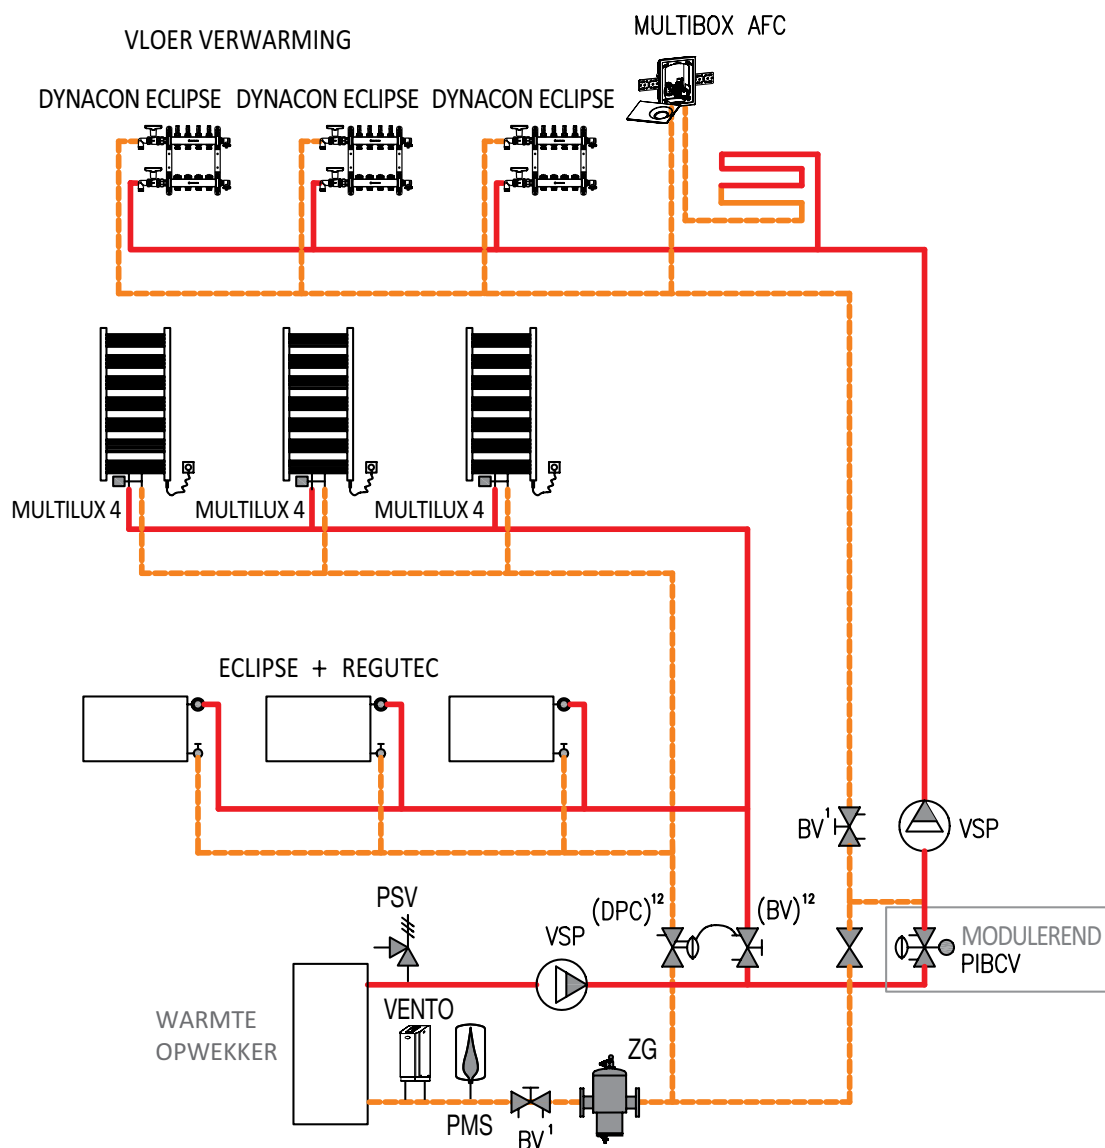 MULTIBOX AFC
VLOER VERWARMING
DYNACON ECLIPSE DYNACON ECLIPSE DYNACON ECLIPSE
MULTILUX 4 MULTILUX 4 MULTILUX 4
ECLIPSE + REGUTEC
BV¹ VSP
PSV (DPC)¹² (BV)¹²
VSP MODULEREND
PIBCV
VENTO
WARMTE
OPWEKKER
ZG
PMS
BV¹